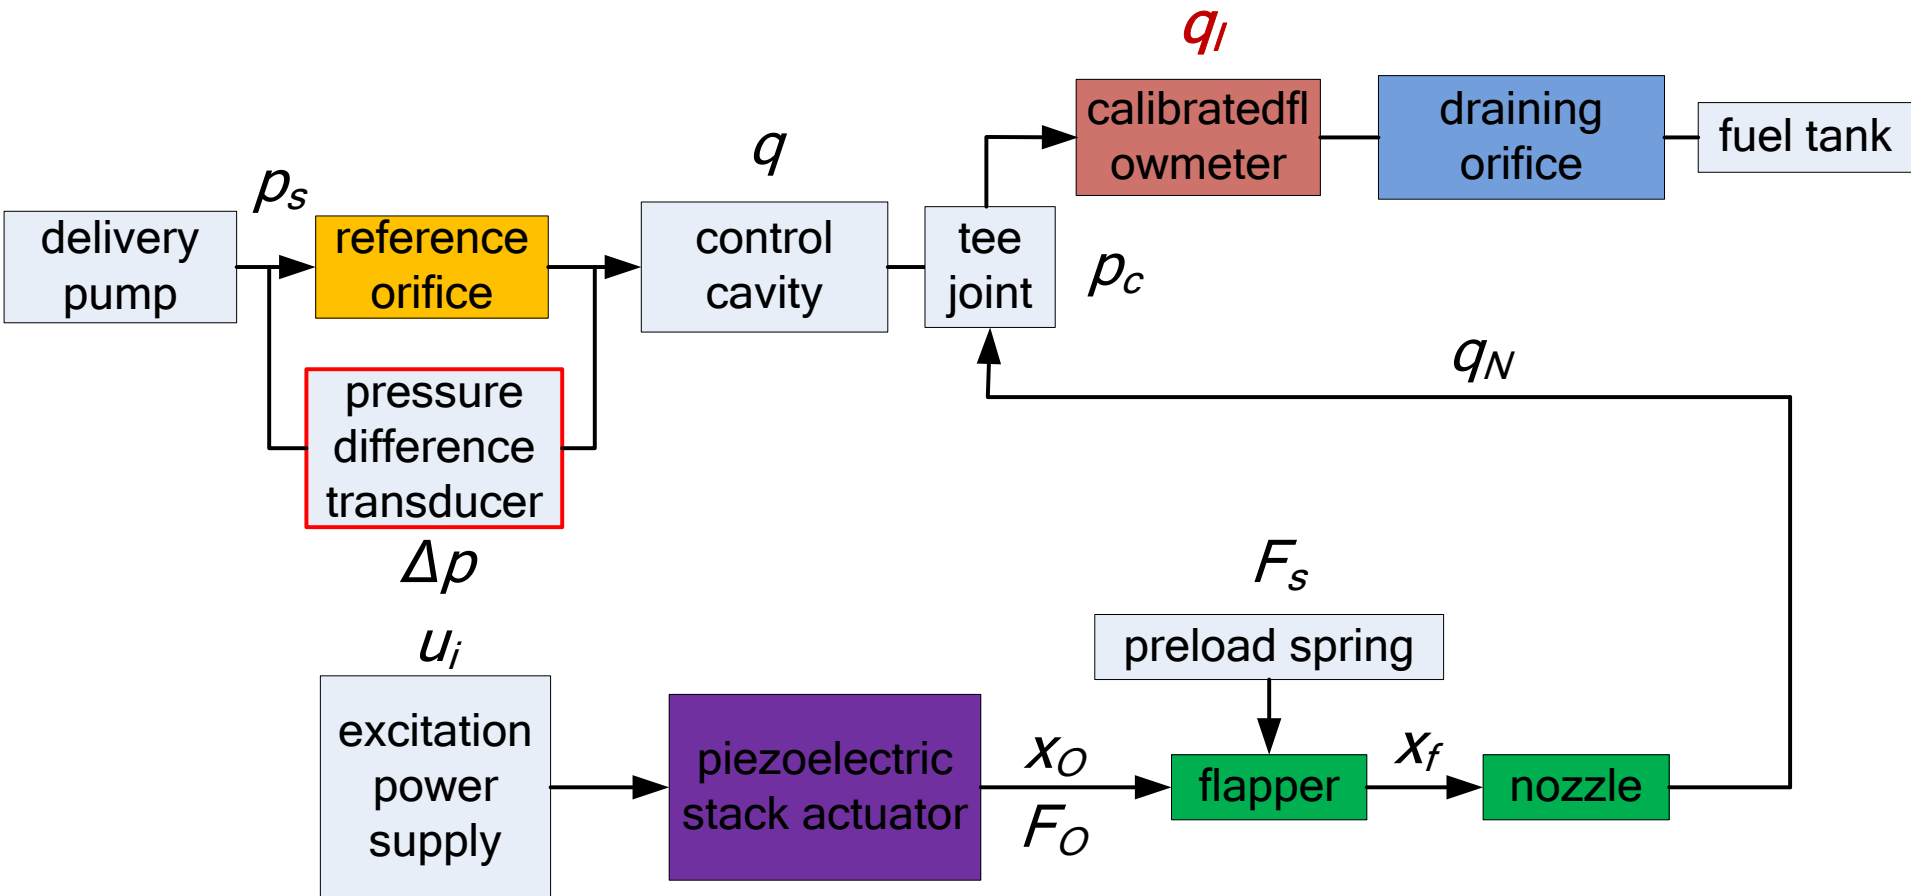 q_l
calibratedfl
owmeter
draining
orifice
fuel tank
q
p_s
delivery
pump
reference
orifice
control
cavity
tee
joint
p_c
q_N
pressure
difference
transducer
Δp
F_s
u_i
preload spring
excitation
power
supply
piezoelectric
stack actuator
x_O
F_O
flapper
x_f
nozzle